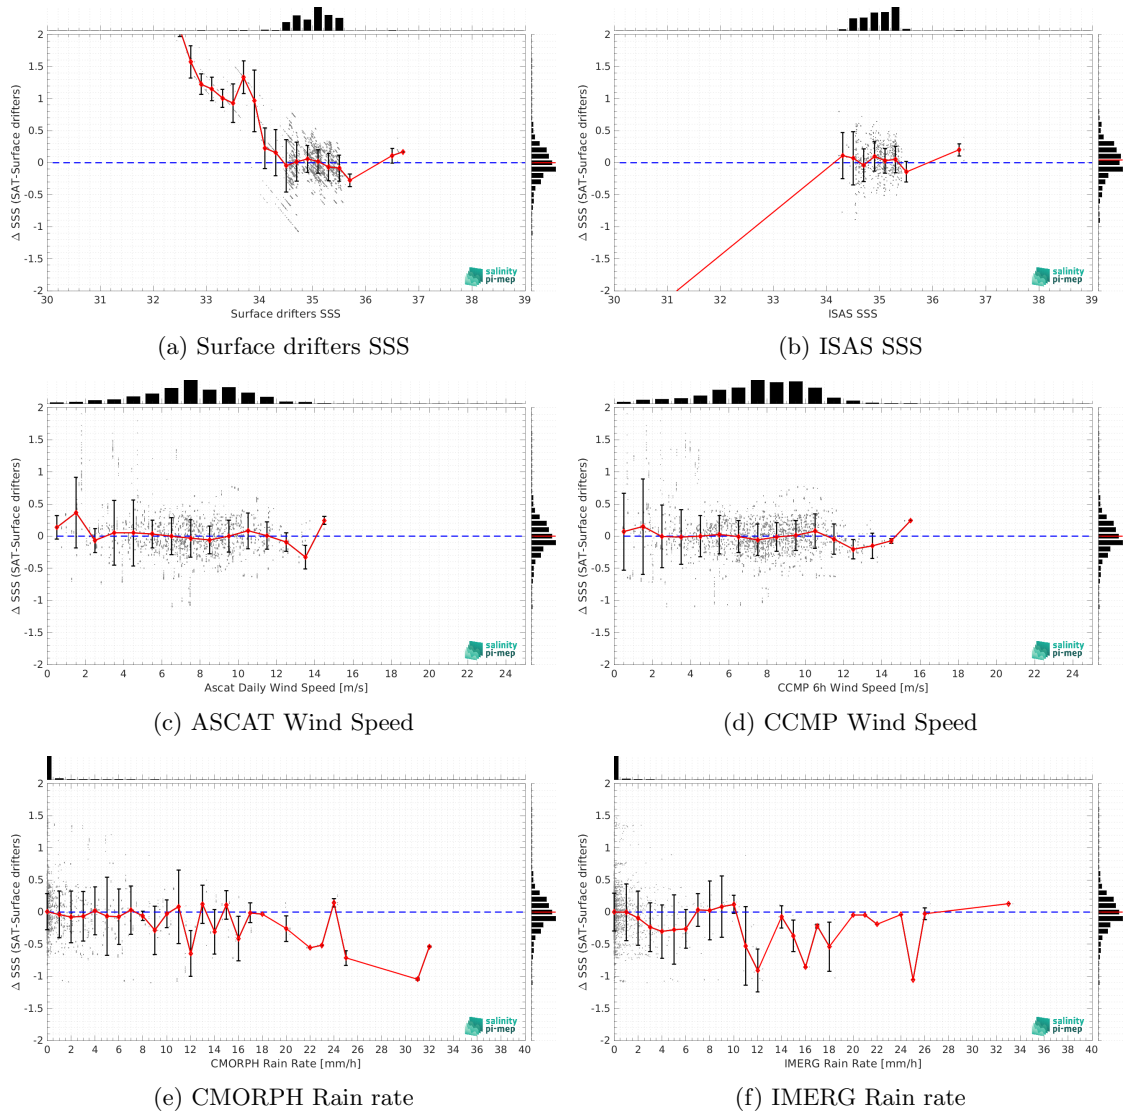 2
1.5
1
0.5
0
-0.5
-1
-1.5
-2
Δ SSS (SAT-Surface drifters)
30 31 32 33 34 35 36 37 38 39
Surface drifters SSS
salinity
pi-mep
(a) Surface drifters SSS
2
1.5
1
0.5
0
-0.5
-1
-1.5
-2
Δ SSS (SAT-Surface drifters)
30 31 32 33 34 35 36 37 38 39
ISAS SSS
salinity
pi-mep
(b) ISAS SSS
2
1.5
1
0.5
0
-0.5
-1
-1.5
-2
Δ SSS (SAT-Surface drifters)
0 2 4 6 8 10 12 14 16 18 20 22 24
Ascat Daily Wind Speed [m/s]
salinity
pi-mep
(c) ASCAT Wind Speed
2
1.5
1
0.5
0
-0.5
-1
-1.5
-2
Δ SSS (SAT-Surface drifters)
0 2 4 6 8 10 12 14 16 18 20 22 24
CCMP 6h Wind Speed [m/s]
salinity
pi-mep
(d) CCMP Wind Speed
2
1.5
1
0.5
0
-0.5
-1
-1.5
-2
Δ SSS (SAT-Surface drifters)
0 2 4 6 8 10 12 14 16 18 20 22 24 26 28 30 32 34 36 38 40
CMORPH Rain Rate [mm/h]
salinity
pi-mep
(e) CMORPH Rain rate
2
1.5
1
0.5
0
-0.5
-1
-1.5
-2
Δ SSS (SAT-Surface drifters)
0 2 4 6 8 10 12 14 16 18 20 22 24 26 28 30 32 34 36 38 40
IMERG Rain Rate [mm/h]
salinity
pi-mep
(f) IMERG Rain rate